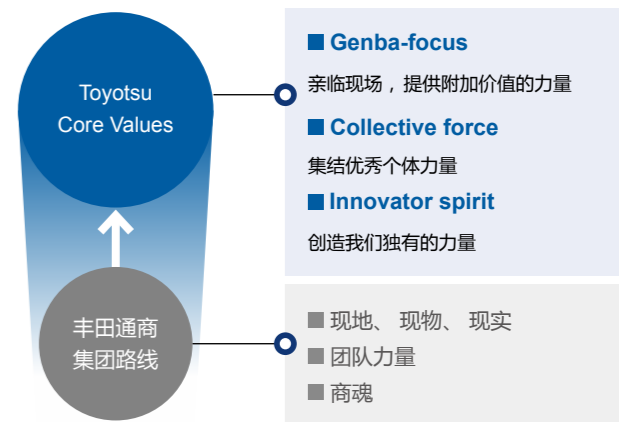 Toyotsu
Core Values
Genba-focus
亲临现场，提供附加价值的力量
Collective force
集结优秀个体力量
Innovator spirit
创造我们独有的力量
丰田通商
集团路线
现地、 现物、 现实
团队力量
商魂